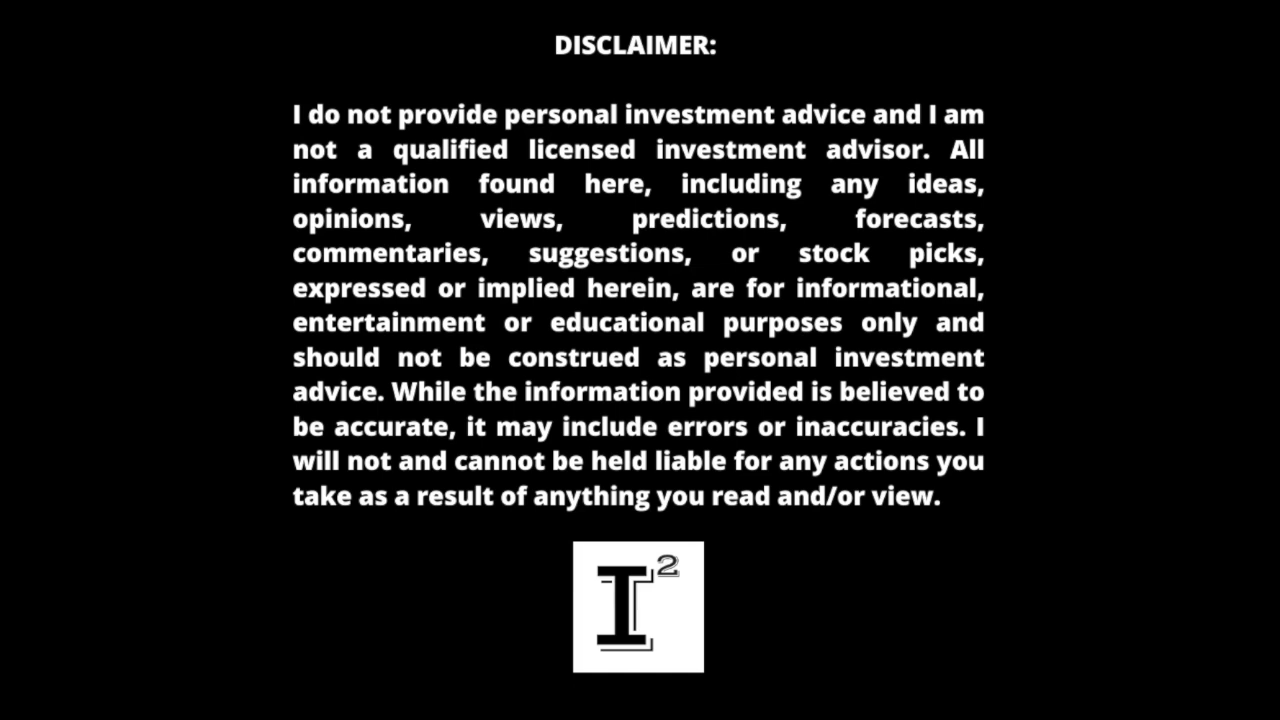 DISCLAIMER:
I do not provide personal investment advice and I am
not a qualified licensed investment advisor. All
information found here, including any ideas,
opinions, views, predictions, forecasts,
commentaries, suggestions, or stock picks,
expressed or implied herein, are for informational,
entertainment or educational purposes only and
should not be construed as personal investment
advice. While the information provided is believed to
be accurate, it may include errors or inaccuracies. I
will not and cannot be held liable for any actions you
take as a result of anything you read and/or view.
I²